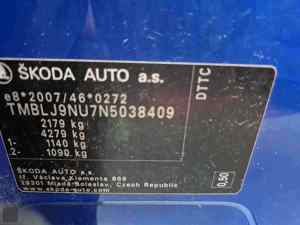 ŠKODA AUTO a.s.
e8*2007/46*0272
TMBLJ9NU7N5038409
2179 kg
4279 kg
1- 1140 kg
2- 1090 kg
ŠKODA AUTO a.s.
tř. Václava Klementa 869
29301 Mladá Boleslav, Czech Republic
www.skoda-auto.com
DTTC
0.50